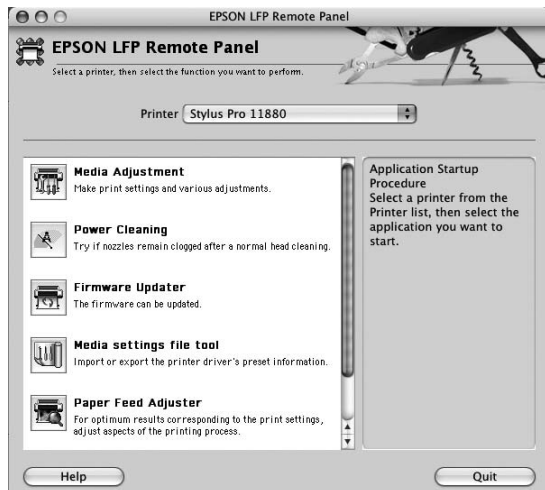 EPSON LFP Remote Panel
EPSON LFP Remote Panel
Select a printer, then select the function you want to perform.
Printer Stylus Pro 11880
Media Adjustment
Make print settings and various adjustments.
Power Cleaning
Try if nozzles remain clogged after a normal head cleaning.
Firmware Updater
The firmware can be updated.
Media settings file tool
Import or export the printer driver's preset information.
Paper Feed Adjuster
For optimum results corresponding to the print settings,
adjust aspects of the printing process.
Application Startup
Procedure
Select a printer from the
Printer list, then select the
application you want to
start.
Help
Quit